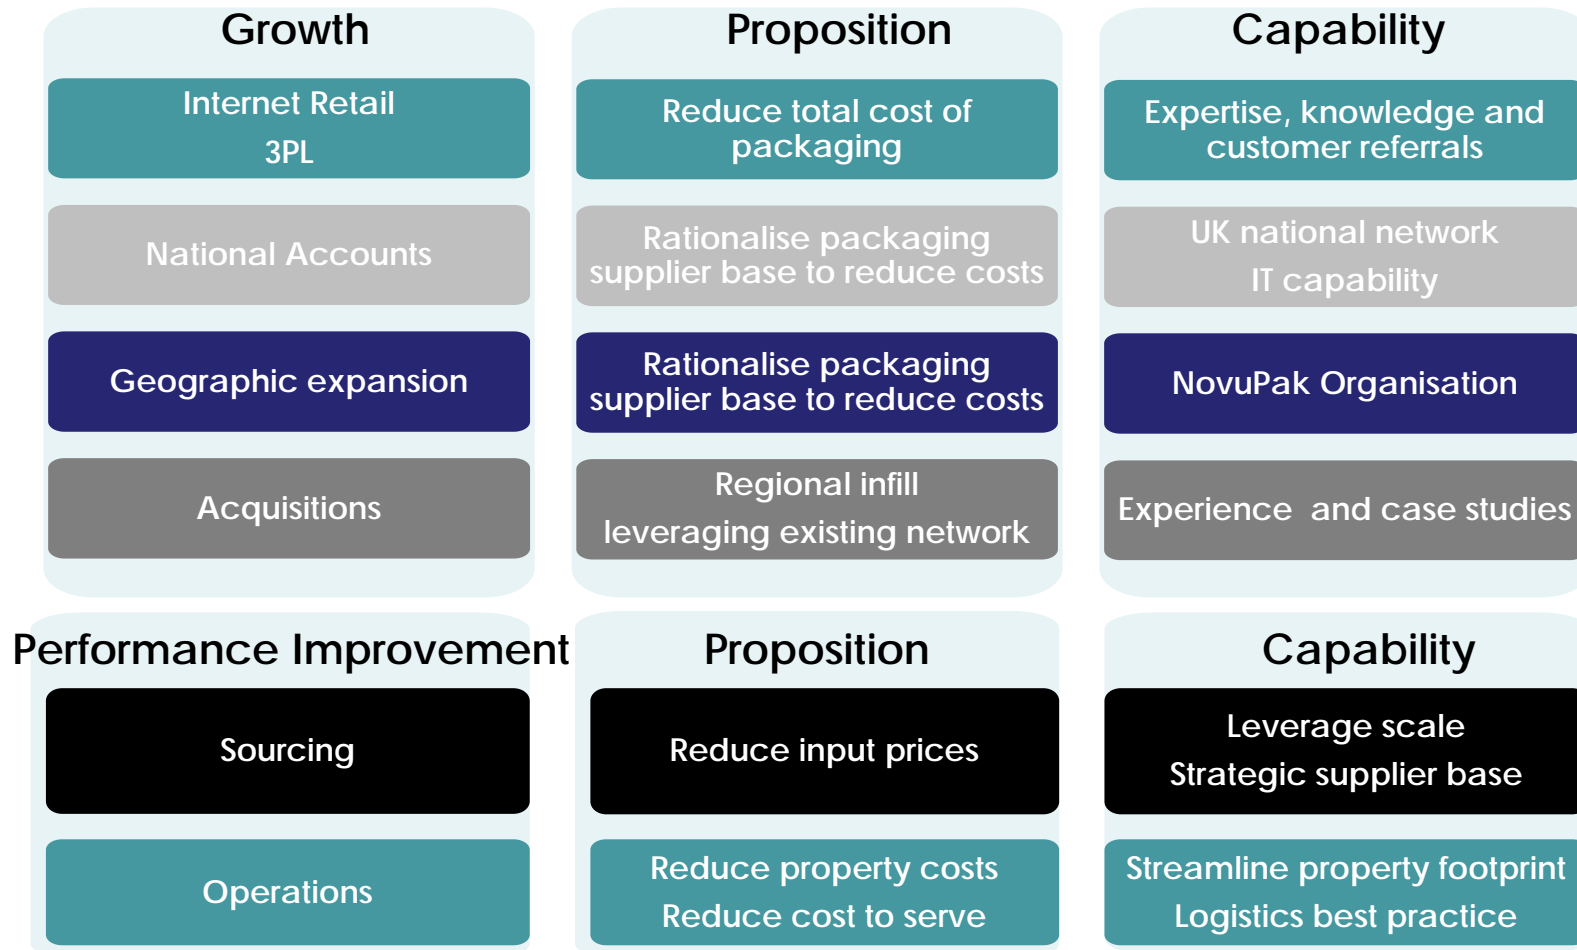 Growth
Proposition
Capability
Internet Retail
3PL
Reduce total cost of
packaging
Expertise, knowledge and
customer referrals
National Accounts
Rationalise packaging
supplier base to reduce costs
UK national network
IT capability
Geographic expansion
Rationalise packaging
supplier base to reduce costs
NovuPak Organisation
Acquisitions
Regional infill
leveraging existing network
Experience  and case studies
Performance Improvement
Proposition
Capability
Sourcing
Reduce input prices
Leverage scale
Strategic supplier base
Operations
Reduce property costs
Reduce cost to serve
Streamline property footprint
Logistics best practice